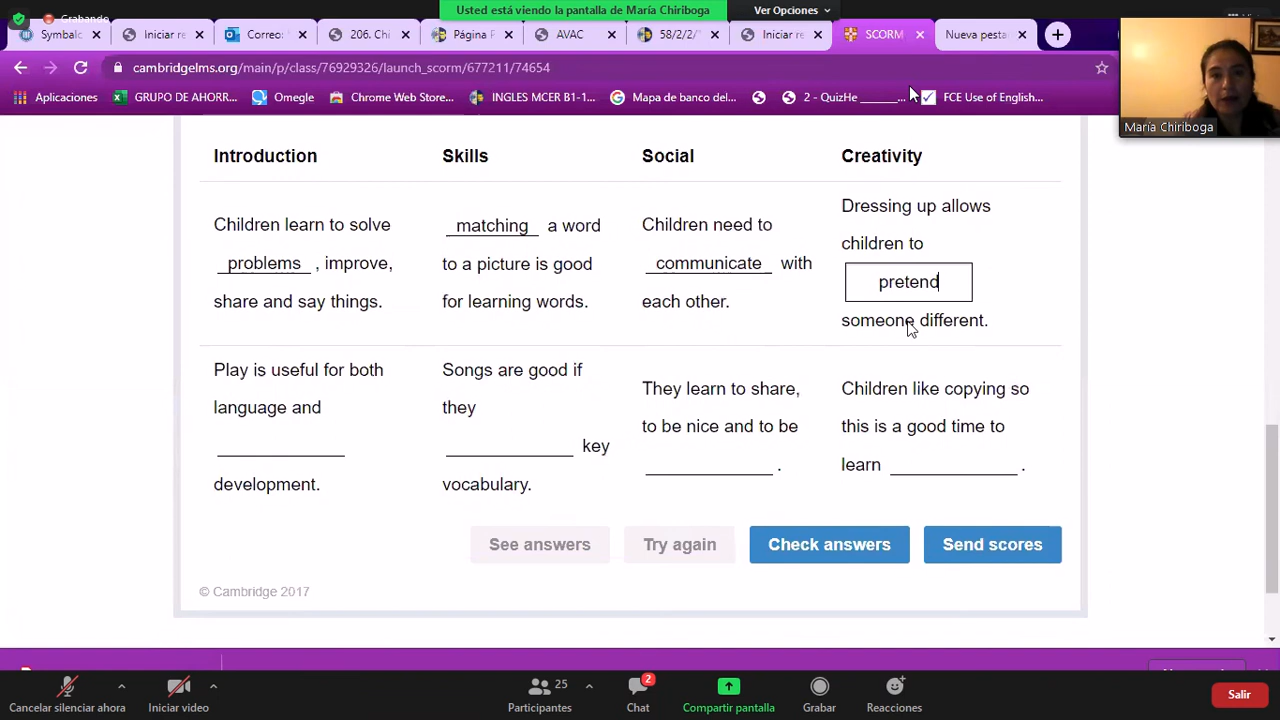 Grabando
Usted está viendo la pantalla de María Chiriboga
Ver Opciones
Symbalo
Iniciar re
Correo:
206. Chi
Página P
AVAC
58/2/2/
Iniciar re
SCORM
Nueva pesta
cambridgelms.org/main/p/class/76929326/launch_scorm/677211/74654
Aplicaciones
GRUPO DE AHORR...
Omegle
Chrome Web Store...
INGLES MCER B1-1...
Mapa de banco del...
2 - QuizHe ______...
FCE Use of English...
María Chiriboga
Introduction
Skills
Social
Creativity
Children learn to solve
problems , improve,
share and say things.
matching a word
to a picture is good
for learning words.
Children need to
communicate with
each other.
Dressing up allows
children to
pretend
someone different.
Play is useful for both
language and
development.
Songs are good if
they
key
vocabulary.
They learn to share,
to be nice and to be
.
Children like copying so
this is a good time to
learn .
See answers
Try again
Check answers
Send scores
© Cambridge 2017
Cancelar silenciar ahora
Iniciar video
25
Participantes
2
Chat
Compartir pantalla
Grabar
Reacciones
Salir